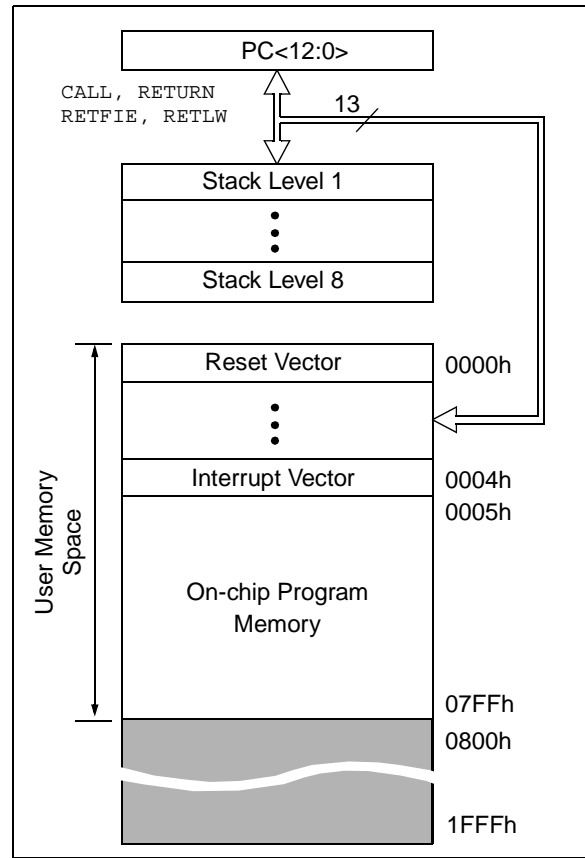 PC<12:0>
CALL, RETURN
RETFIE, RETLW
13
Stack Level 1
Stack Level 8
User Memory
Space
Reset Vector
0000h
Interrupt Vector
0004h
0005h
On-chip Program
Memory
07FFh
0800h
1FFFh